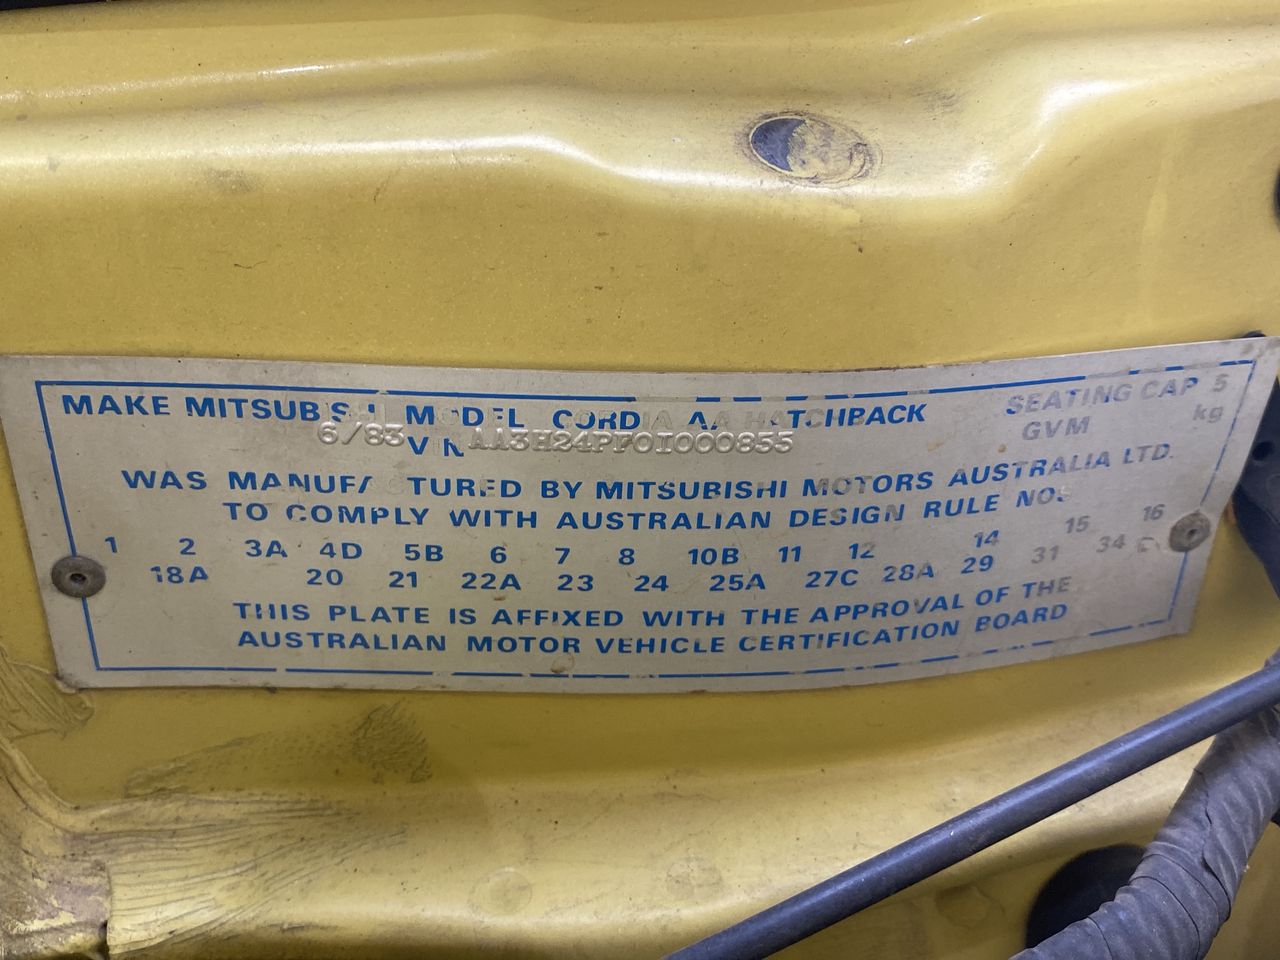 MAKE MITSUBISHI MODEL CORDIA AA HATCHBACK SEATING CAP 5
6/83 VIN AA3H24PF0I000855 GVM kg
WAS MANUFACTURED BY MITSUBISHI MOTORS AUSTRALIA LTD.
TO COMPLY WITH AUSTRALIAN DESIGN RULE NOS
1 2 3A 4D 5B 6 7 8 10B 11 12 14 15 16
18A 20 21 22A 23 24 25A 27C 28A 29 31 34
THIS PLATE IS AFFIXED WITH THE APPROVAL OF THE
AUSTRALIAN MOTOR VEHICLE CERTIFICATION BOARD